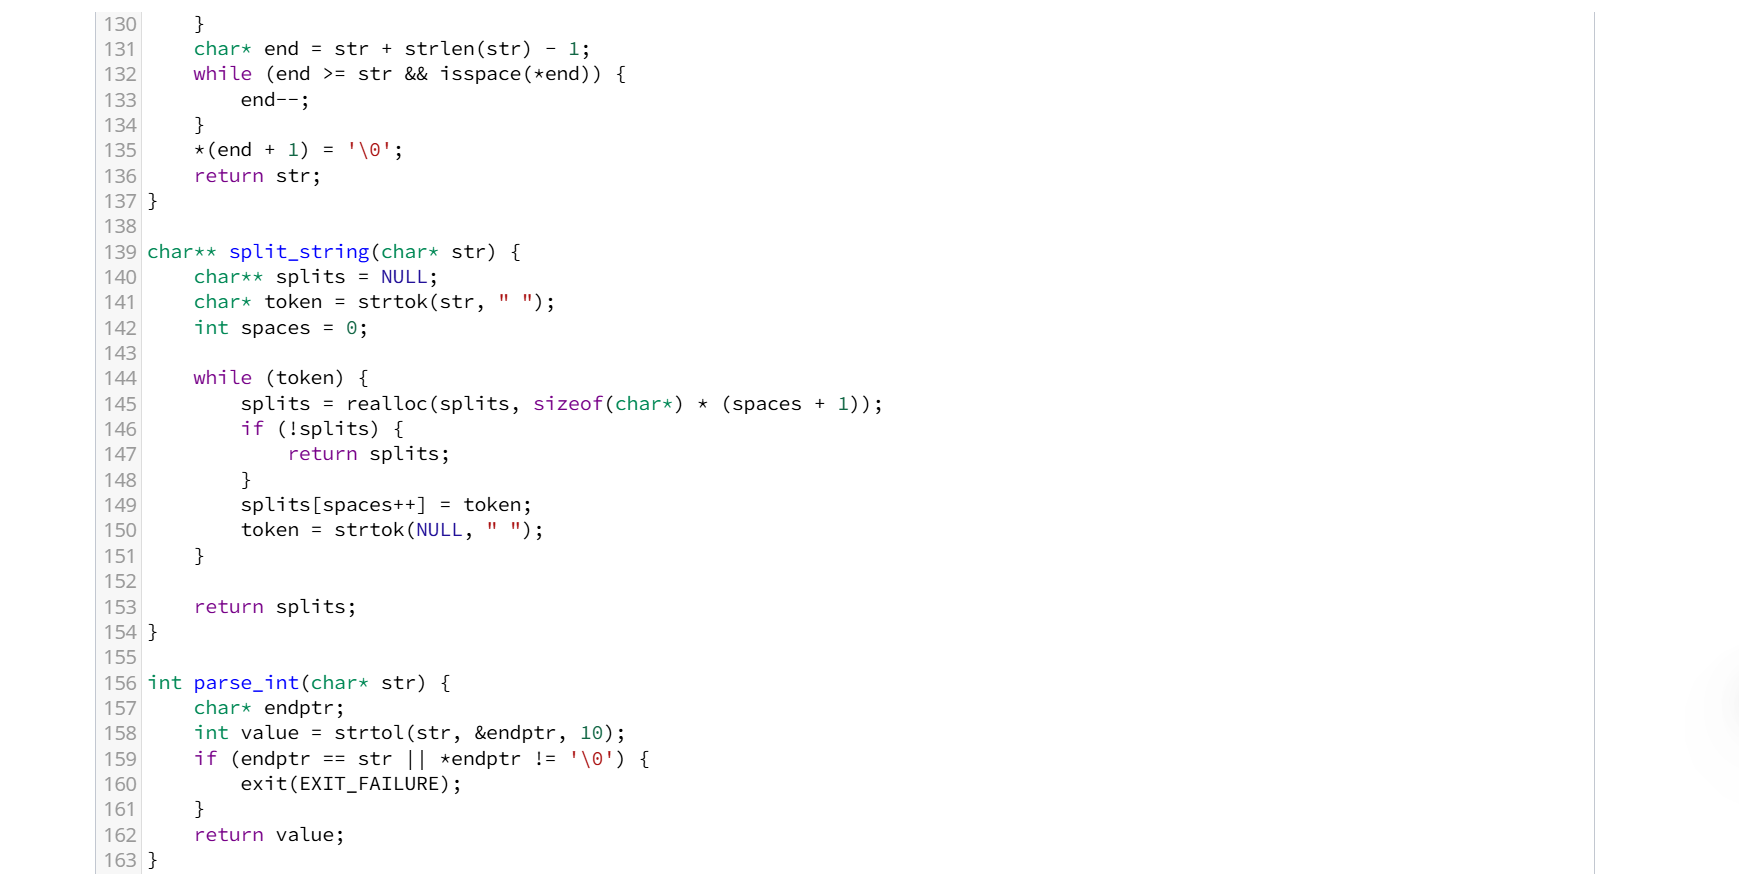 130     }
131     char* end = str + strlen(str) - 1;
132     while (end >= str && isspace(*end)) {
133         end--;
134     }
135     *(end + 1) = '\0';
136     return str;
137 }
138
139 char** split_string(char* str) {
140     char** splits = NULL;
141     char* token = strtok(str, " ");
142     int spaces = 0;
143
144     while (token) {
145         splits = realloc(splits, sizeof(char*) * (spaces + 1));
146         if (!splits) {
147             return splits;
148         }
149         splits[spaces++] = token;
150         token = strtok(NULL, " ");
151     }
152
153     return splits;
154 }
155
156 int parse_int(char* str) {
157     char* endptr;
158     int value = strtol(str, &endptr, 10);
159     if (endptr == str || *endptr != '\0') {
160         exit(EXIT_FAILURE);
161     }
162     return value;
163 }